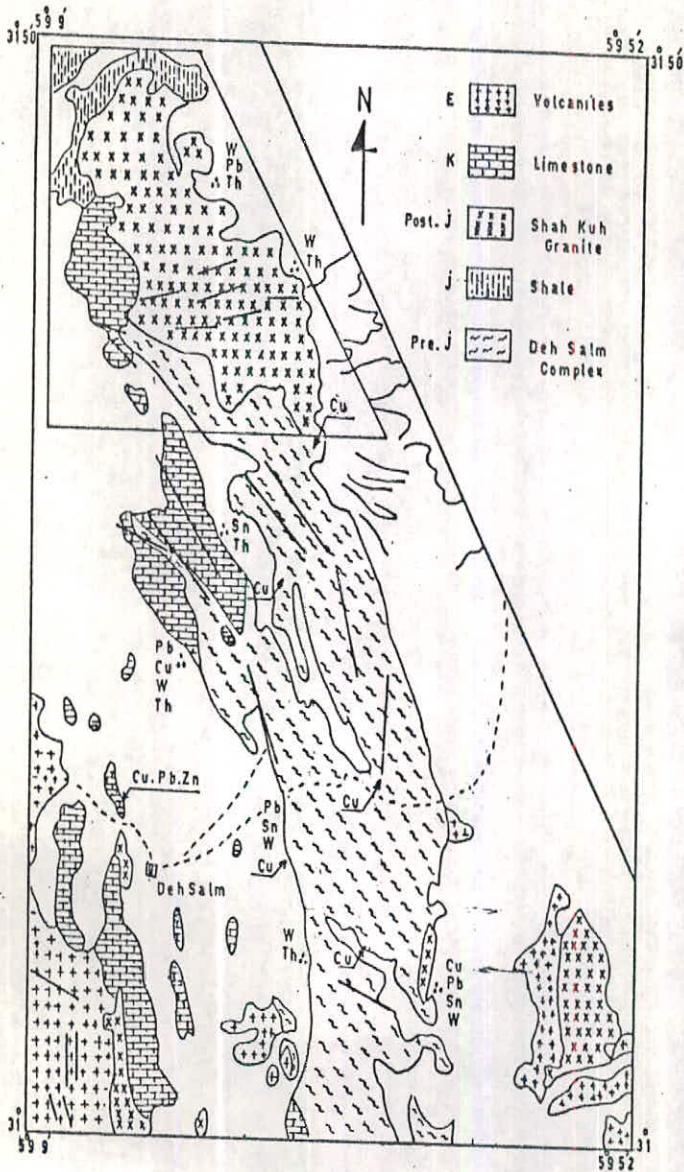 59 9
31 50
59 52
31 50
N
E Volcanites
K Limestone
Post. j Shah Kuh
Granite
j Shale
Pre. j Deh Salm
Complex
W
Pb
Th
W
Th
Cu
Sn
Th
Cu
Pb
Cu
W
Th
Cu.Pb.Zn
Pb
Sn
W
Cu
Cu
Deh Salm
W
Th
Cu
Cu
Pb
Sn
W
31
59 9
31
59 52